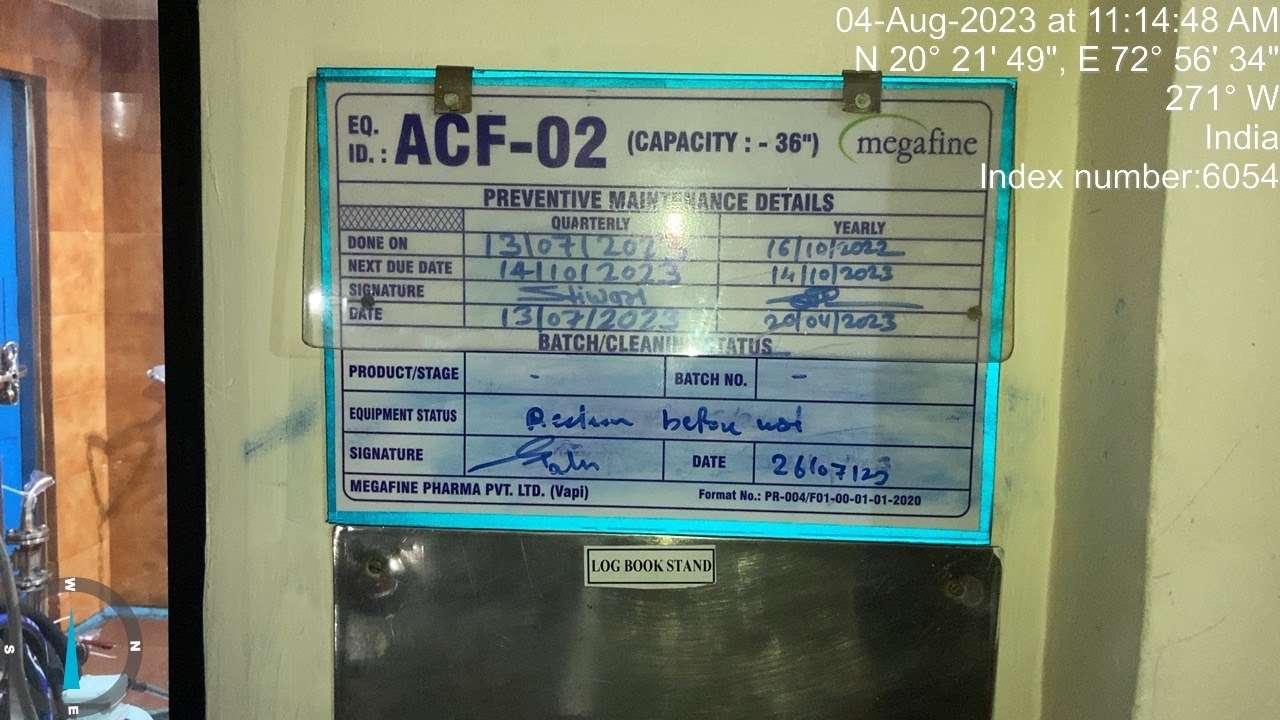 04-Aug-2023 at 11:14:48 AM
N 20° 21' 49", E 72° 56' 34"
271° W
India
Index number:6054
EQ. ID. : ACF-02 (CAPACITY : - 36") megafine
PREVENTIVE MAINTENANCE DETAILS
QUARTERLY YEARLY
DONE ON 13/07/2023 16/10/2022
NEXT DUE DATE 14/10/2023 14/10/2023
SIGNATURE
DATE 13/07/2023 20/04/2023
BATCH/CLEANING STATUS
PRODUCT/STAGE - BATCH NO. -
EQUIPMENT STATUS before
SIGNATURE DATE 26/07/23
MEGAFINE PHARMA PVT. LTD. (Vapi) Format No.: PR-004/F01-00-01-01-2020
LOG BOOK STAND
W
N
S
E